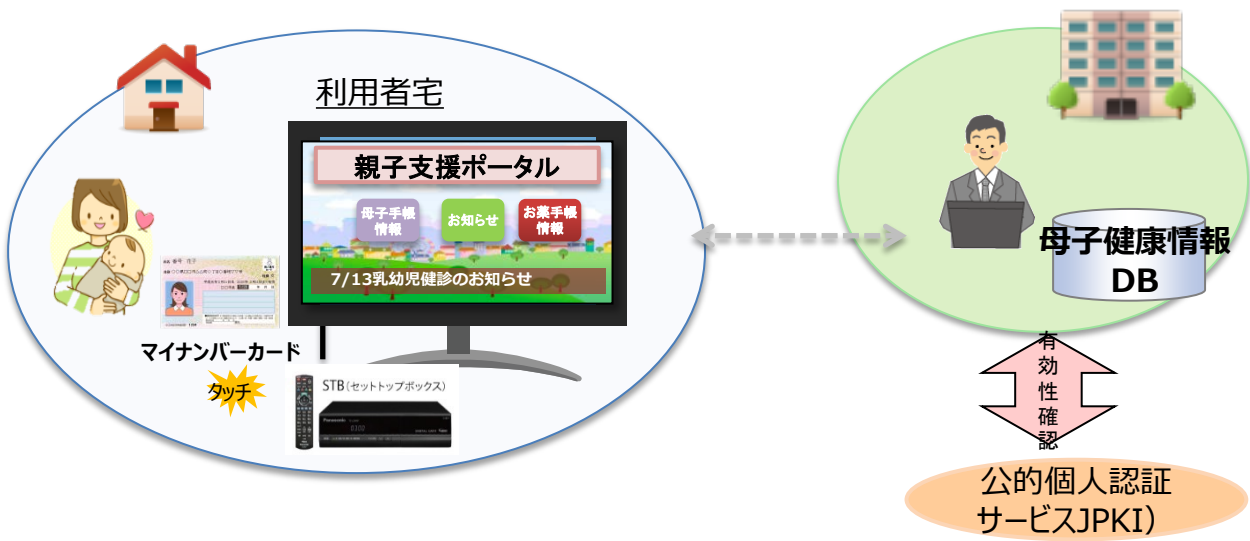 利用者宅
親子支援ポータル
母子手帳
情報
お知らせ
お薬手帳
情報
7/13乳幼児健診のお知らせ
マイナンバーカード
タッチ
STB(セットトップボックス)
Panasonic
母子健康情報
DB
有効性確認
公的個人認証
サービスJPKI）